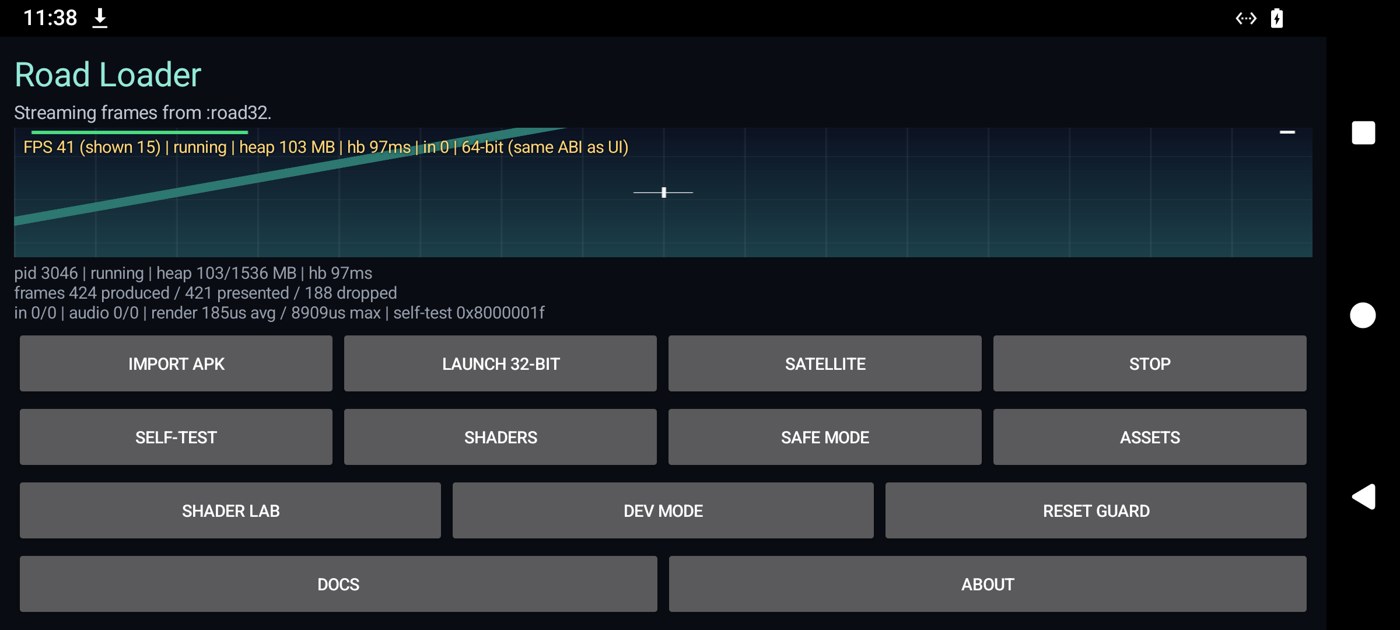 11:38
Road Loader
Streaming frames from :road32.
FPS 41 (shown 15) | running | heap 103 MB | hb 97ms | in 0 | 64-bit (same ABI as UI)
pid 3046 | running | heap 103/1536 MB | hb 97ms
frames 424 produced / 421 presented / 188 dropped
in 0/0 | audio 0/0 | render 185us avg / 8909us max | self-test 0x8000001f
IMPORT APK LAUNCH 32-BIT SATELLITE STOP
SELF-TEST SHADERS SAFE MODE ASSETS
SHADER LAB DEV MODE RESET GUARD
DOCS ABOUT